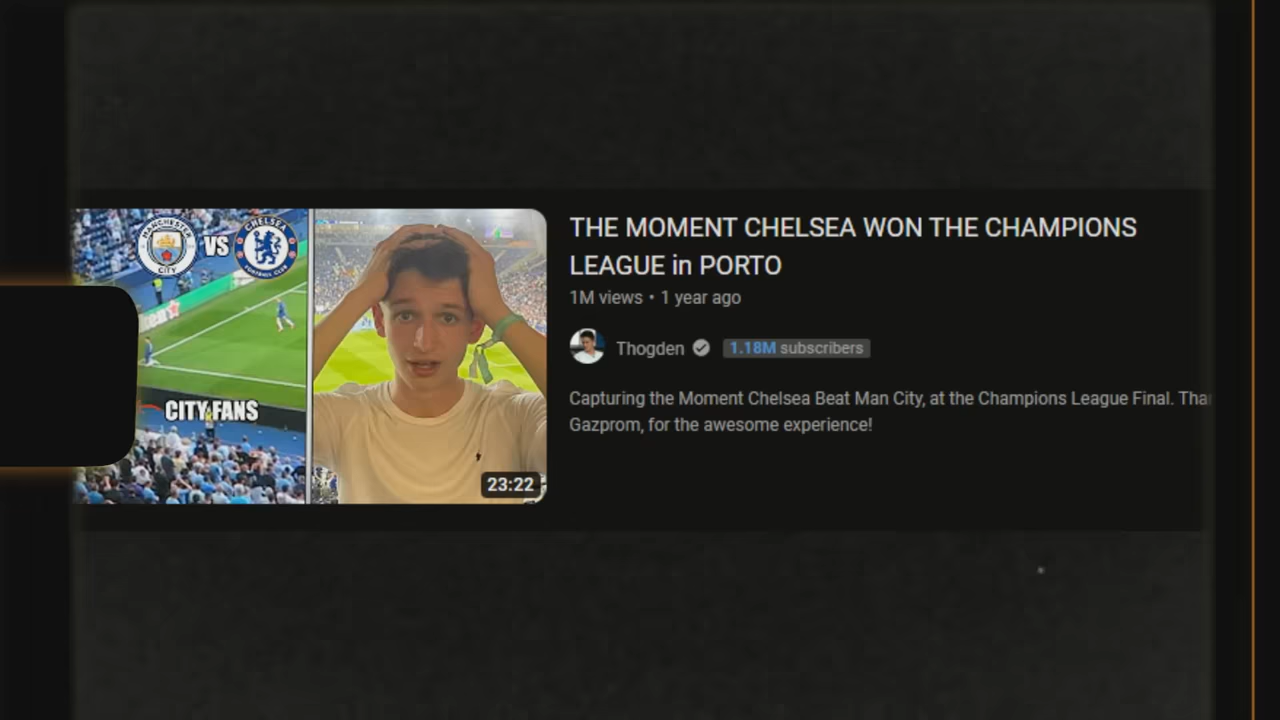 MANCHESTER
CITY
VS
CHELSEA
FOOTBALL CLUB
CITY FANS
23:22
THE MOMENT CHELSEA WON THE CHAMPIONS
LEAGUE in PORTO
1M views • 1 year ago
Thogden
1.18M subscribers
Capturing the Moment Chelsea Beat Man City, at the Champions League Final.
Gazprom, for the awesome experience!